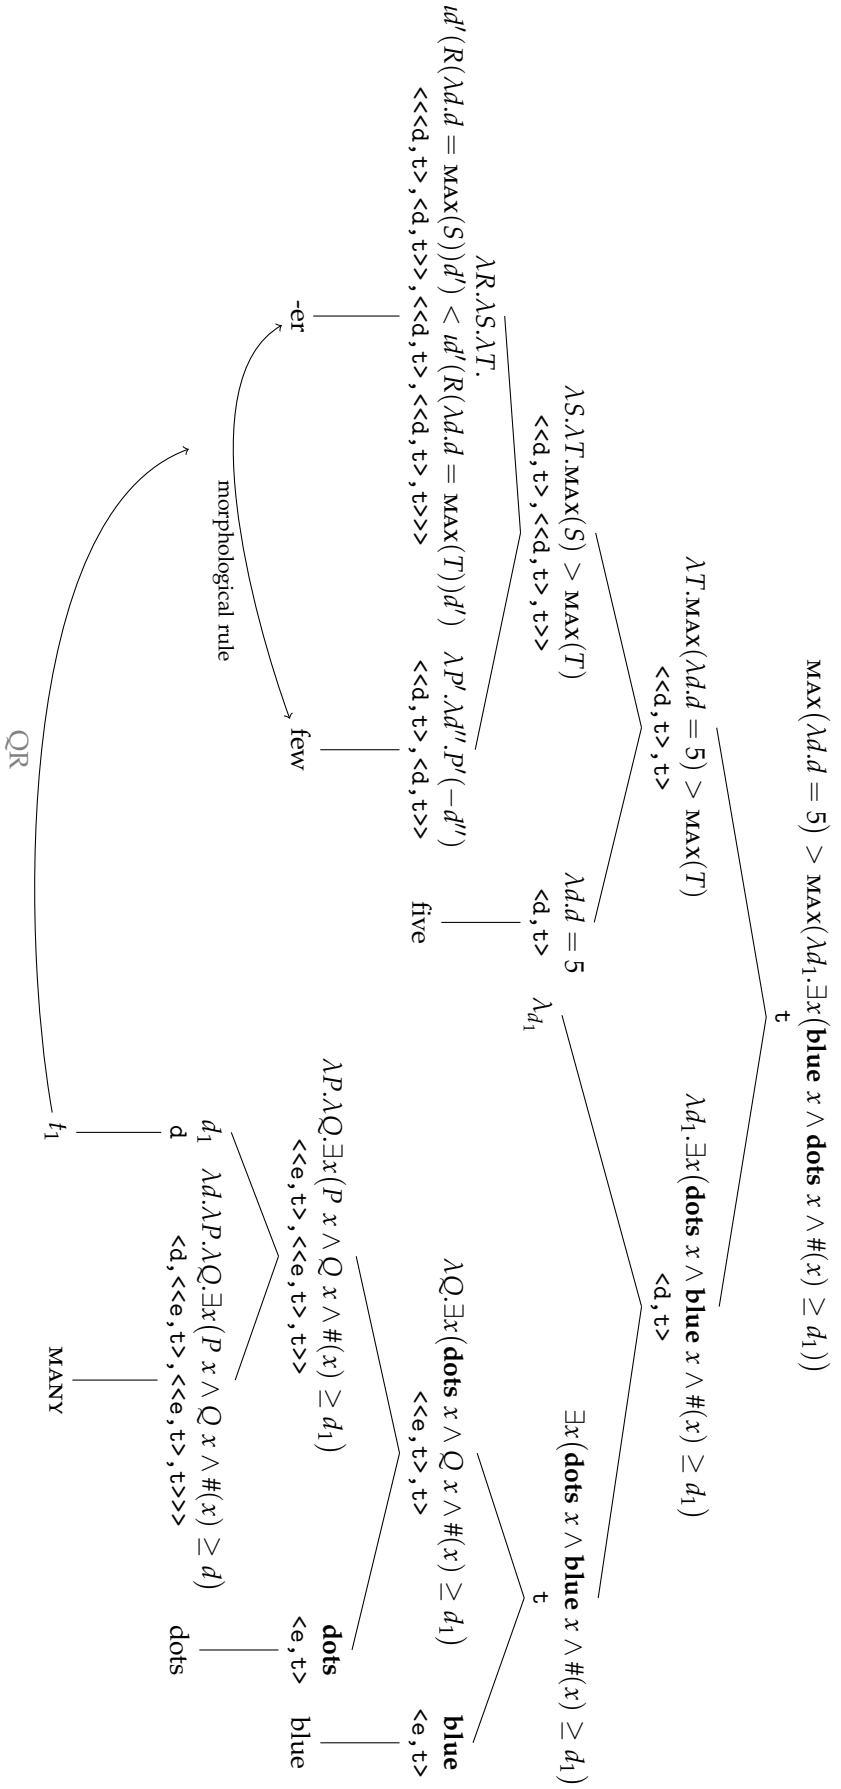 MAX(λd.d = 5) > MAX(λd₁.∃x(blue x ∧ dots x ∧ #(x) ≥ d₁))
t
λT.MAX(λd.d = 5) > MAX(T)
<<d,t>,t>
λd₁.∃x(dots x ∧ blue x ∧ #(x) ≥ d₁)
<d,t>
λS.λT.MAX(S) > MAX(T)
<<d,t>,<<d,t>,t>>
λd.d = 5
<d,t>
five
λd₁
∃x(dots x ∧ blue x ∧ #(x) ≥ d₁)
t
λR.λS.λT.
ιd′(R(λd.d = MAX(S))d′) < ιd′(R(λd.d = MAX(T))d′)
<<<d,t>,<d,t>>,<<d,t>,<<d,t>,t>>>
-er
λP′.λd″.P′(−d″)
<<d,t>,<d,t>>
few
morphological rule
λQ.∃x(dots x ∧ Q x ∧ #(x) ≥ d₁)
<<e,t>,t>
blue
<e,t>
blue
λP.λQ.∃x(P x ∧ Q x ∧ #(x) ≥ d₁)
<<e,t>,<<e,t>,t>>
dots
<e,t>
dots
d₁
d
t₁
λd.λP.λQ.∃x(P x ∧ Q x ∧ #(x) ≥ d)
<d,<<e,t>,<<e,t>,t>>>
MANY
QR